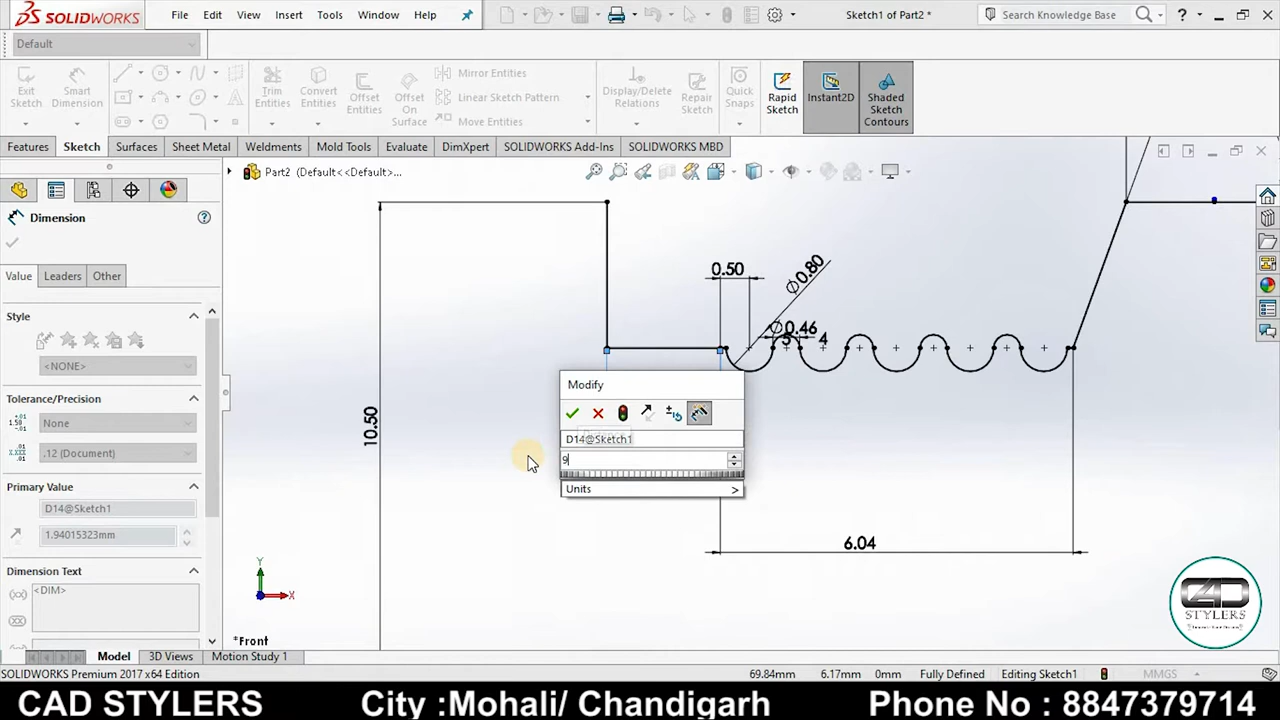 SOLIDWORKS File Edit View Insert Tools Window Help Sketch1 of Part2 * Search Knowledge Base ?
Default
Exit Sketch
Smart Dimension
Trim Entities
Convert Entities
Offset Entities
Offset On Surface
Mirror Entities
Linear Sketch Pattern
Move Entities
Display/Delete Relations
Repair Sketch
Quick Snaps
Rapid Sketch
Instant2D
Shaded Sketch Contours
Features Sketch Surfaces Sheet Metal Weldments Mold Tools Evaluate DimXpert SOLIDWORKS Add-Ins SOLIDWORKS MBD
Part2 (Default<<Default>...
Dimension
Value Leaders Other
Style
<NONE>
Tolerance/Precision
None
.12 (Document)
Primary Value
D14@Sketch1
1.94015323mm
Dimension Text
<DIM>
0.50
∅0.80
∅0.46
5
4
10.50
6.04
Modify
D14@Sketch1
9
Units >
Y
X
*Front
CAD
STYLERS
Model 3D Views Motion Study 1
SOLIDWORKS Premium 2017 x64 Edition 69.84mm 6.17mm 0mm Fully Defined Editing Sketch1 MMGS
CAD STYLERS City :Mohali/ Chandigarh Phone No : 8847379714